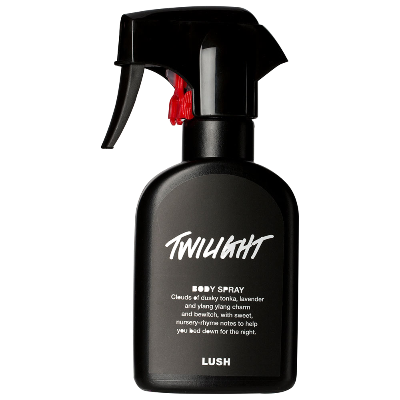 TWILIGHT
BODY SPRAY
Clouds of dusky tonka, lavender
and ylang ylang charm
and bewitch, with sweet,
nursery-rhyme notes to help
you bed down for the night.
LUSH